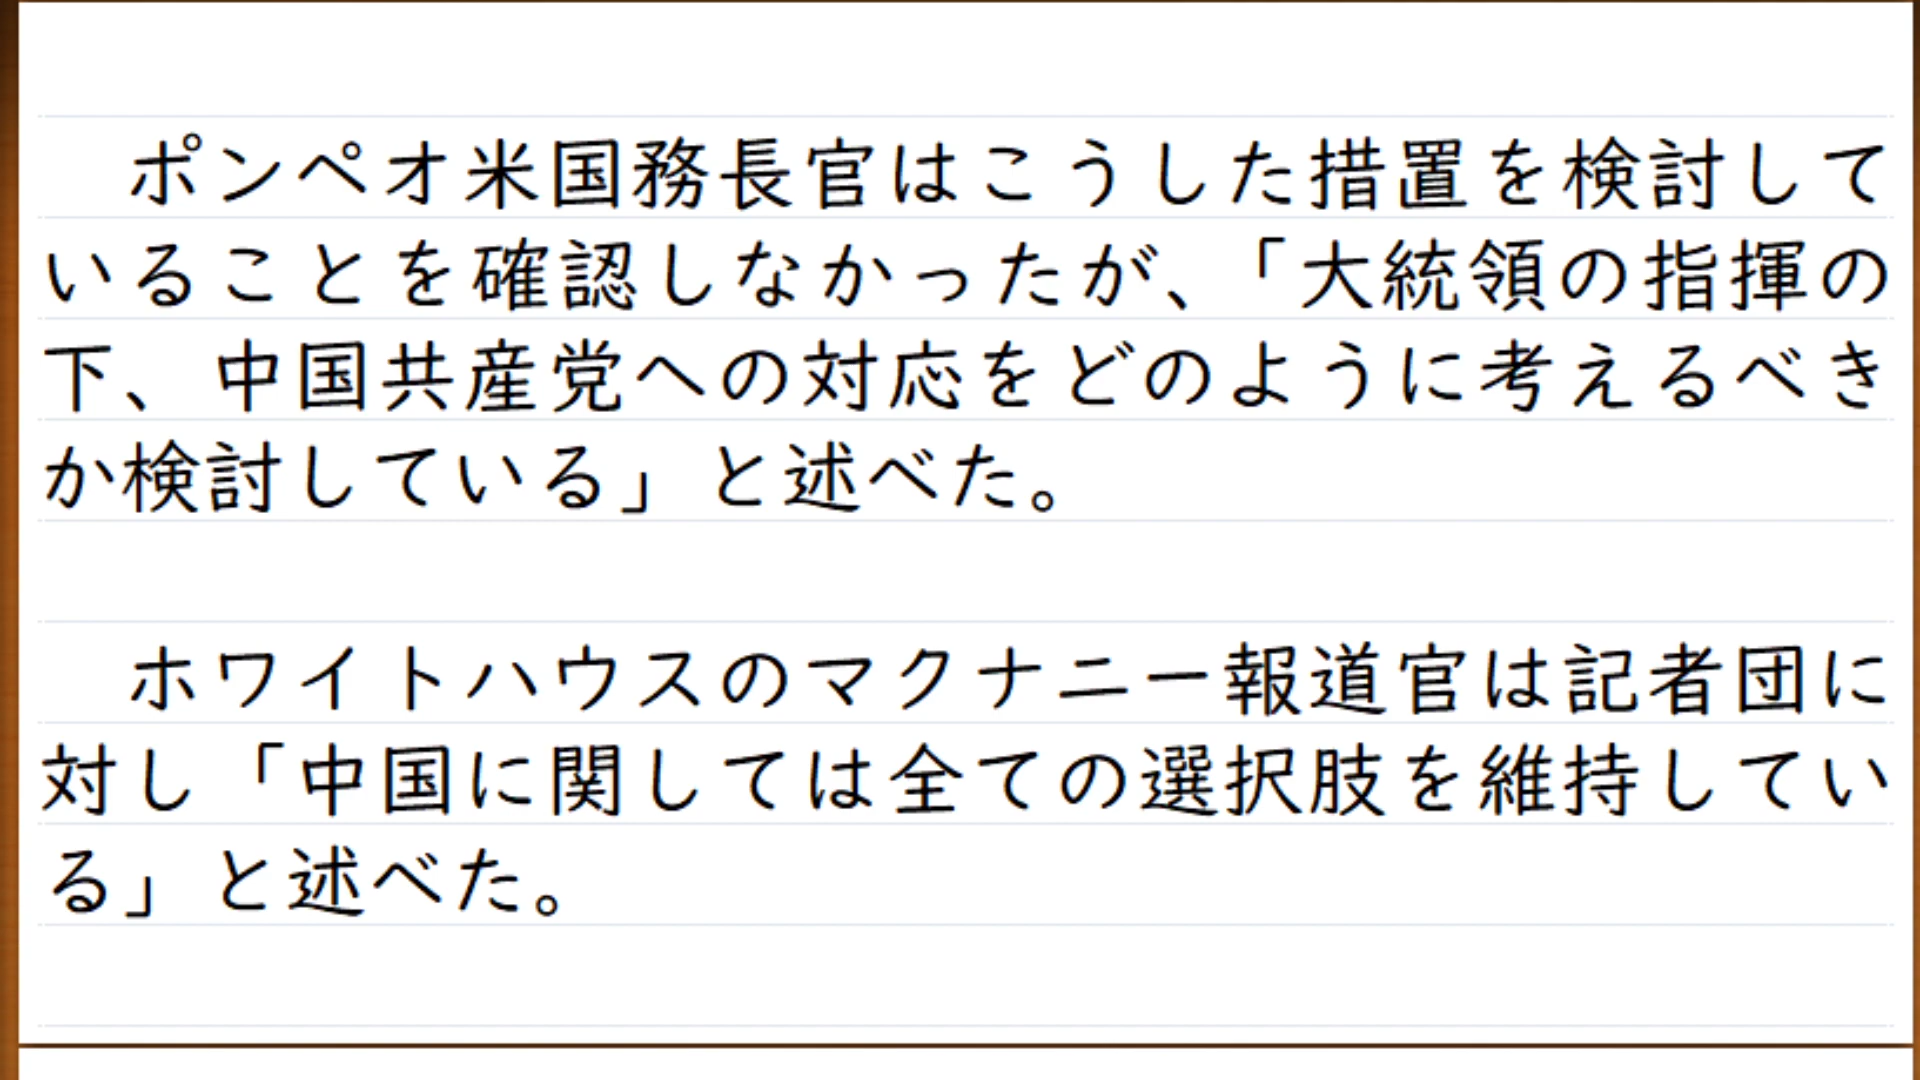 ポンペオ米国務長官はこうした措置を検討して
いることを確認しなかったが、「大統領の指揮の
下、中国共産党への対応をどのように考えるべき
か検討している」と述べた。
ホワイトハウスのマクナニー報道官は記者団に
対し「中国に関しては全ての選択肢を維持してい
る」と述べた。